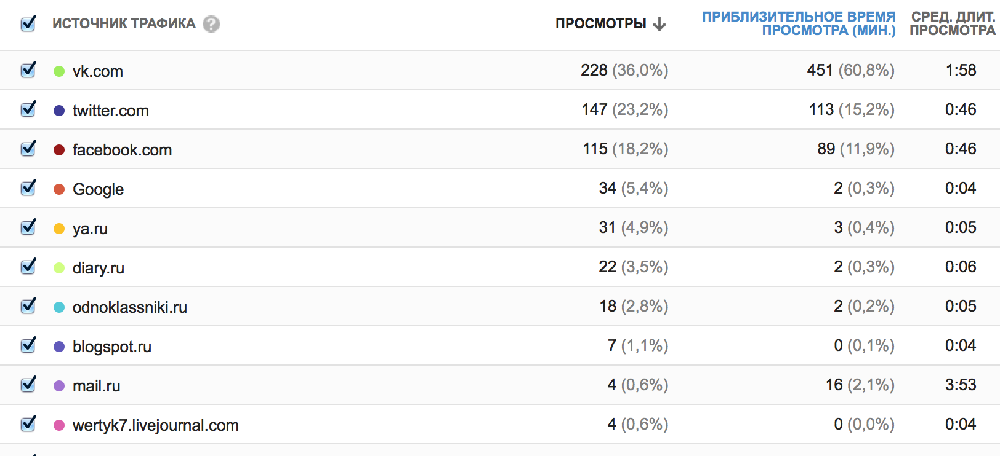 ИСТОЧНИК ТРАФИКА ? ПРОСМОТРЫ ПРИБЛИЗИТЕЛЬНОЕ ВРЕМЯ ПРОСМОТРА (МИН.) СРЕД. ДЛИТ. ПРОСМОТРА
vk.com 228 (36,0%) 451 (60,8%) 1:58
twitter.com 147 (23,2%) 113 (15,2%) 0:46
facebook.com 115 (18,2%) 89 (11,9%) 0:46
Google 34 (5,4%) 2 (0,3%) 0:04
ya.ru 31 (4,9%) 3 (0,4%) 0:05
diary.ru 22 (3,5%) 2 (0,3%) 0:06
odnoklassniki.ru 18 (2,8%) 2 (0,2%) 0:05
blogspot.ru 7 (1,1%) 0 (0,1%) 0:04
mail.ru 4 (0,6%) 16 (2,1%) 3:53
wertyk7.livejournal.com 4 (0,6%) 0 (0,0%) 0:04